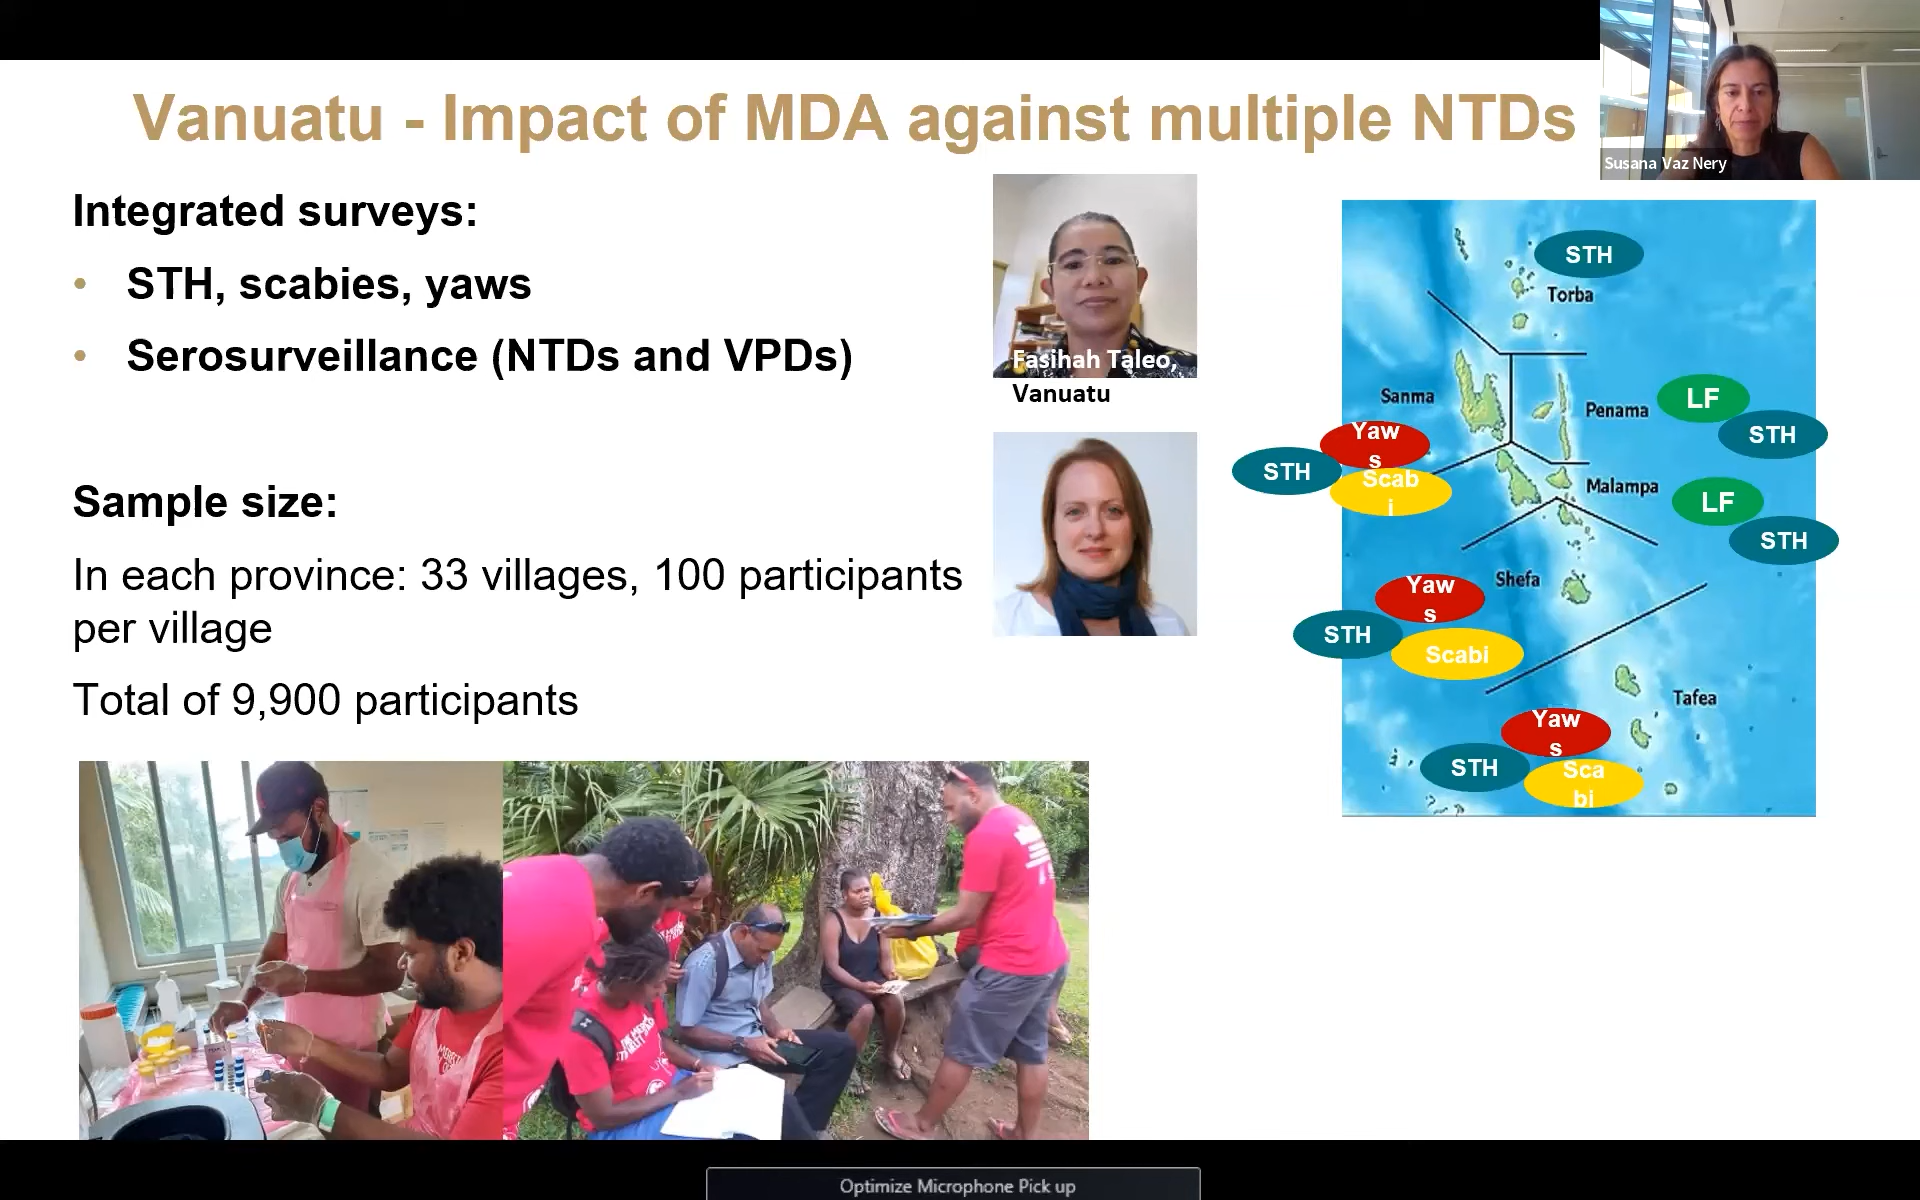 Vanuatu - Impact of MDA against multiple NTDs
Susana Vaz Nery
Integrated surveys:
• STH, scabies, yaws
• Serosurveillance (NTDs and VPDs)
Sample size:
In each province: 33 villages, 100 participants
per village
Total of 9,900 participants
Fasihah Taleo,
Vanuatu
STH
Torba
Sanma
Penama
LF
STH
Yaw
s
STH
Scab
i
Malampa
LF
STH
Shefa
Yaw
s
STH
Scabi
Tafea
Yaw
s
STH
Sca
bi
Optimize Microphone Pick up